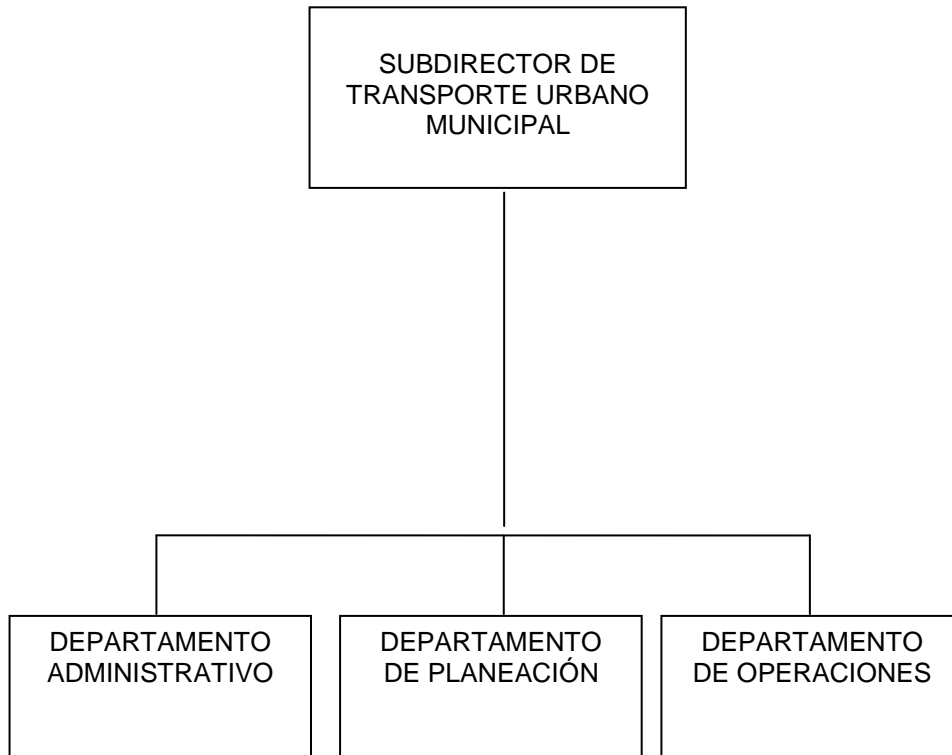 SUBDIRECTOR DE
TRANSPORTE URBANO
MUNICIPAL
DEPARTAMENTO
ADMINISTRATIVO
DEPARTAMENTO
DE PLANEACIÓN
DEPARTAMENTO
DE OPERACIONES